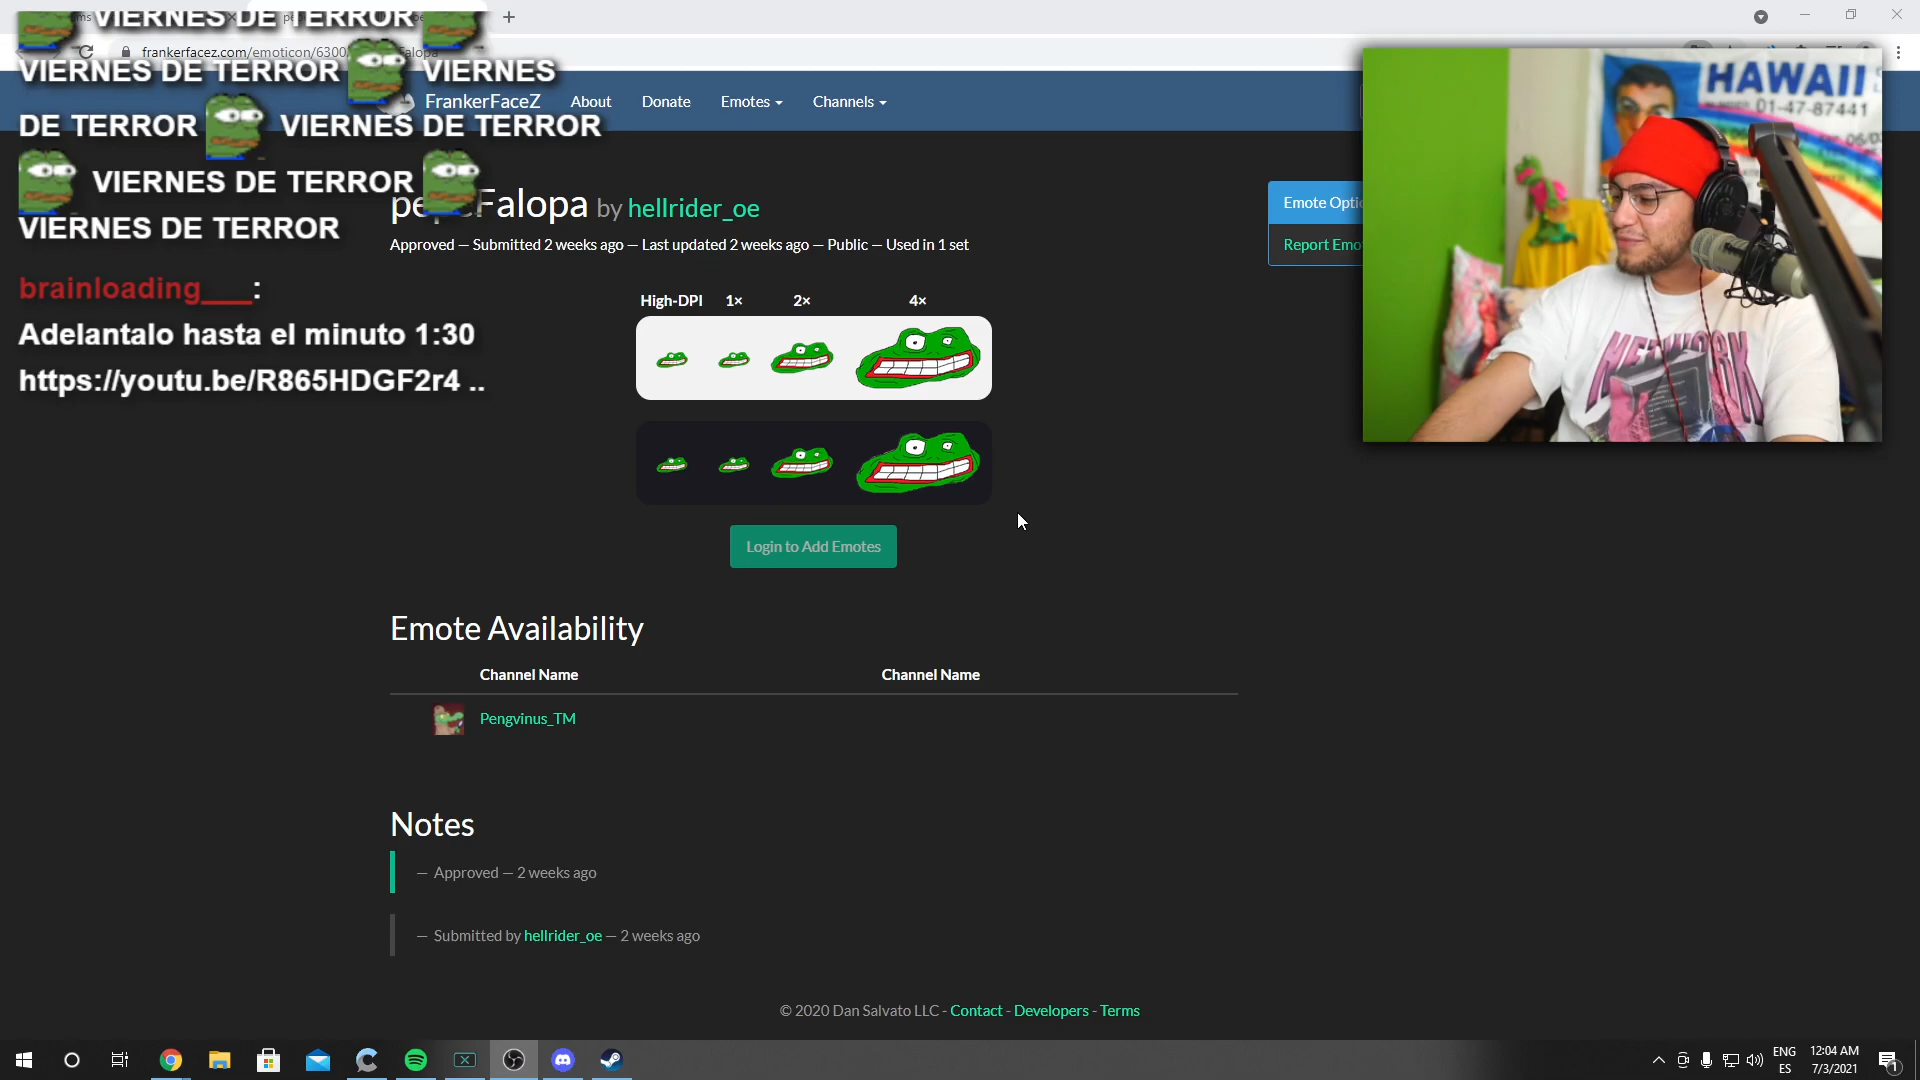 VIERNES DE TERROR
VIERNES DE TERROR VIERNES
DE TERROR VIERNES DE TERROR
VIERNES DE TERROR
VIERNES DE TERROR
brainloading___:
Adelantalo hasta el minuto 1:30
https://youtu.be/R865HDGF2r4 ..
frankerfacez.com/emoticon/6300
FrankerFaceZ About Donate Emotes Channels
pepeFalopa by hellrider_oe
Approved — Submitted 2 weeks ago — Last updated 2 weeks ago — Public — Used in 1 set
Emote Optio
Report Emo
High-DPI 1× 2× 4×
Login to Add Emotes
Emote Availability
Channel Name Channel Name
Pengvinus_TM
Notes
— Approved — 2 weeks ago
— Submitted by hellrider_oe — 2 weeks ago
© 2020 Dan Salvato LLC - Contact - Developers - Terms
HAWAII
01-47-87441
NETWORK
ENG
ES
12:04 AM
7/3/2021
1